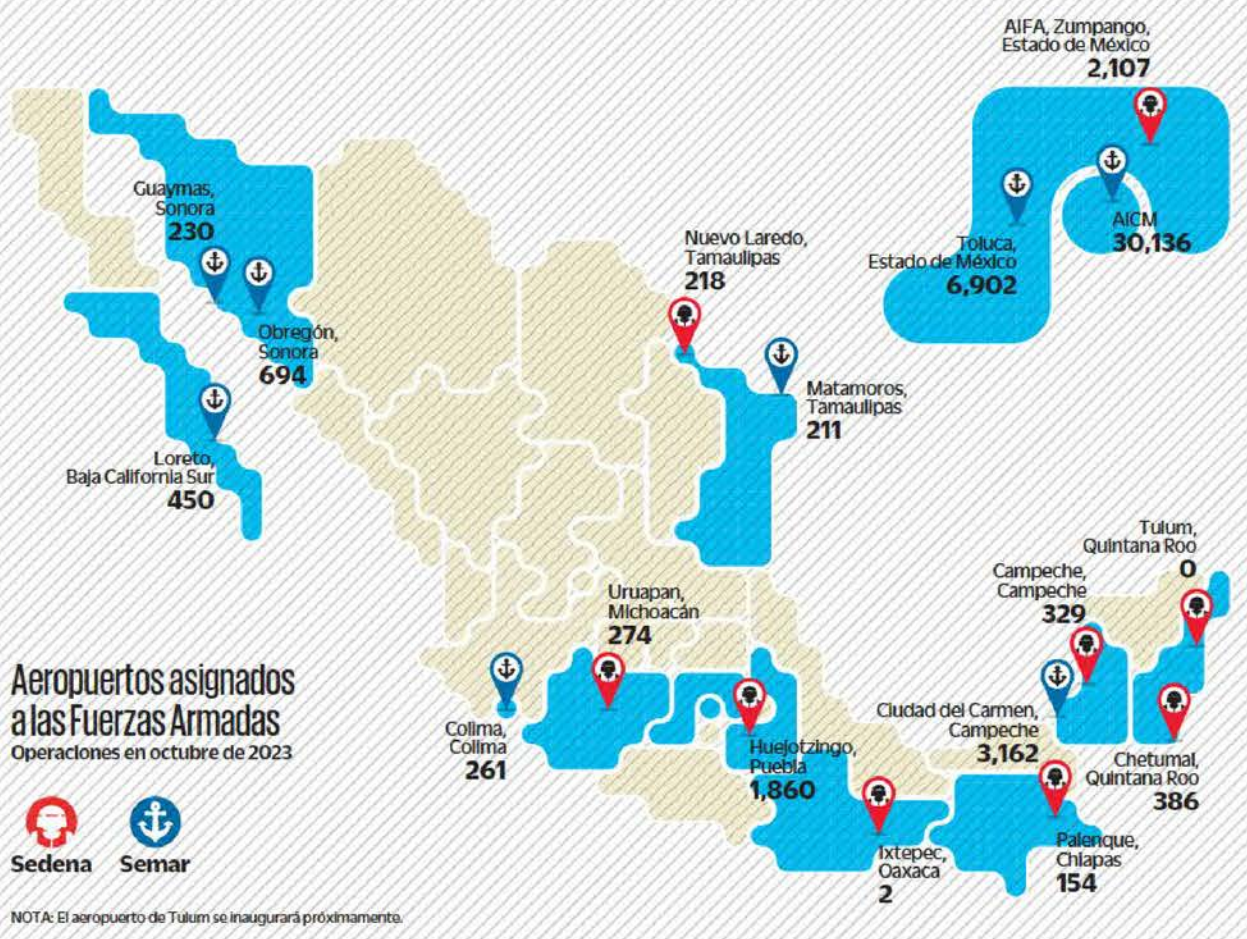 AIFA, Zumpango,
Estado de México
2,107
Guaymas,
Sonora
230
Nuevo Laredo,
Tamaulipas
218
Toluca,
Estado de México
6,902
AICM
30,136
Obregón,
Sonora
694
Matamoros,
Tamaulipas
211
Loreto,
Baja California Sur
450
Tulum,
Quintana Roo
0
Campeche,
Campeche
329
Uruapan,
Michoacán
274
Aeropuertos asignados
a las Fuerzas Armadas
Operaciones en octubre de 2023
Colima,
Colima
261
Huejotzingo,
Puebla
1,860
Ciudad del Carmen,
Campeche
3,162
Chetumal,
Quintana Roo
386
Ixtepec,
Oaxaca
2
Palenque,
Chiapas
154
Sedena
Semar
NOTA: El aeropuerto de Tulum se inaugurará próximamente.